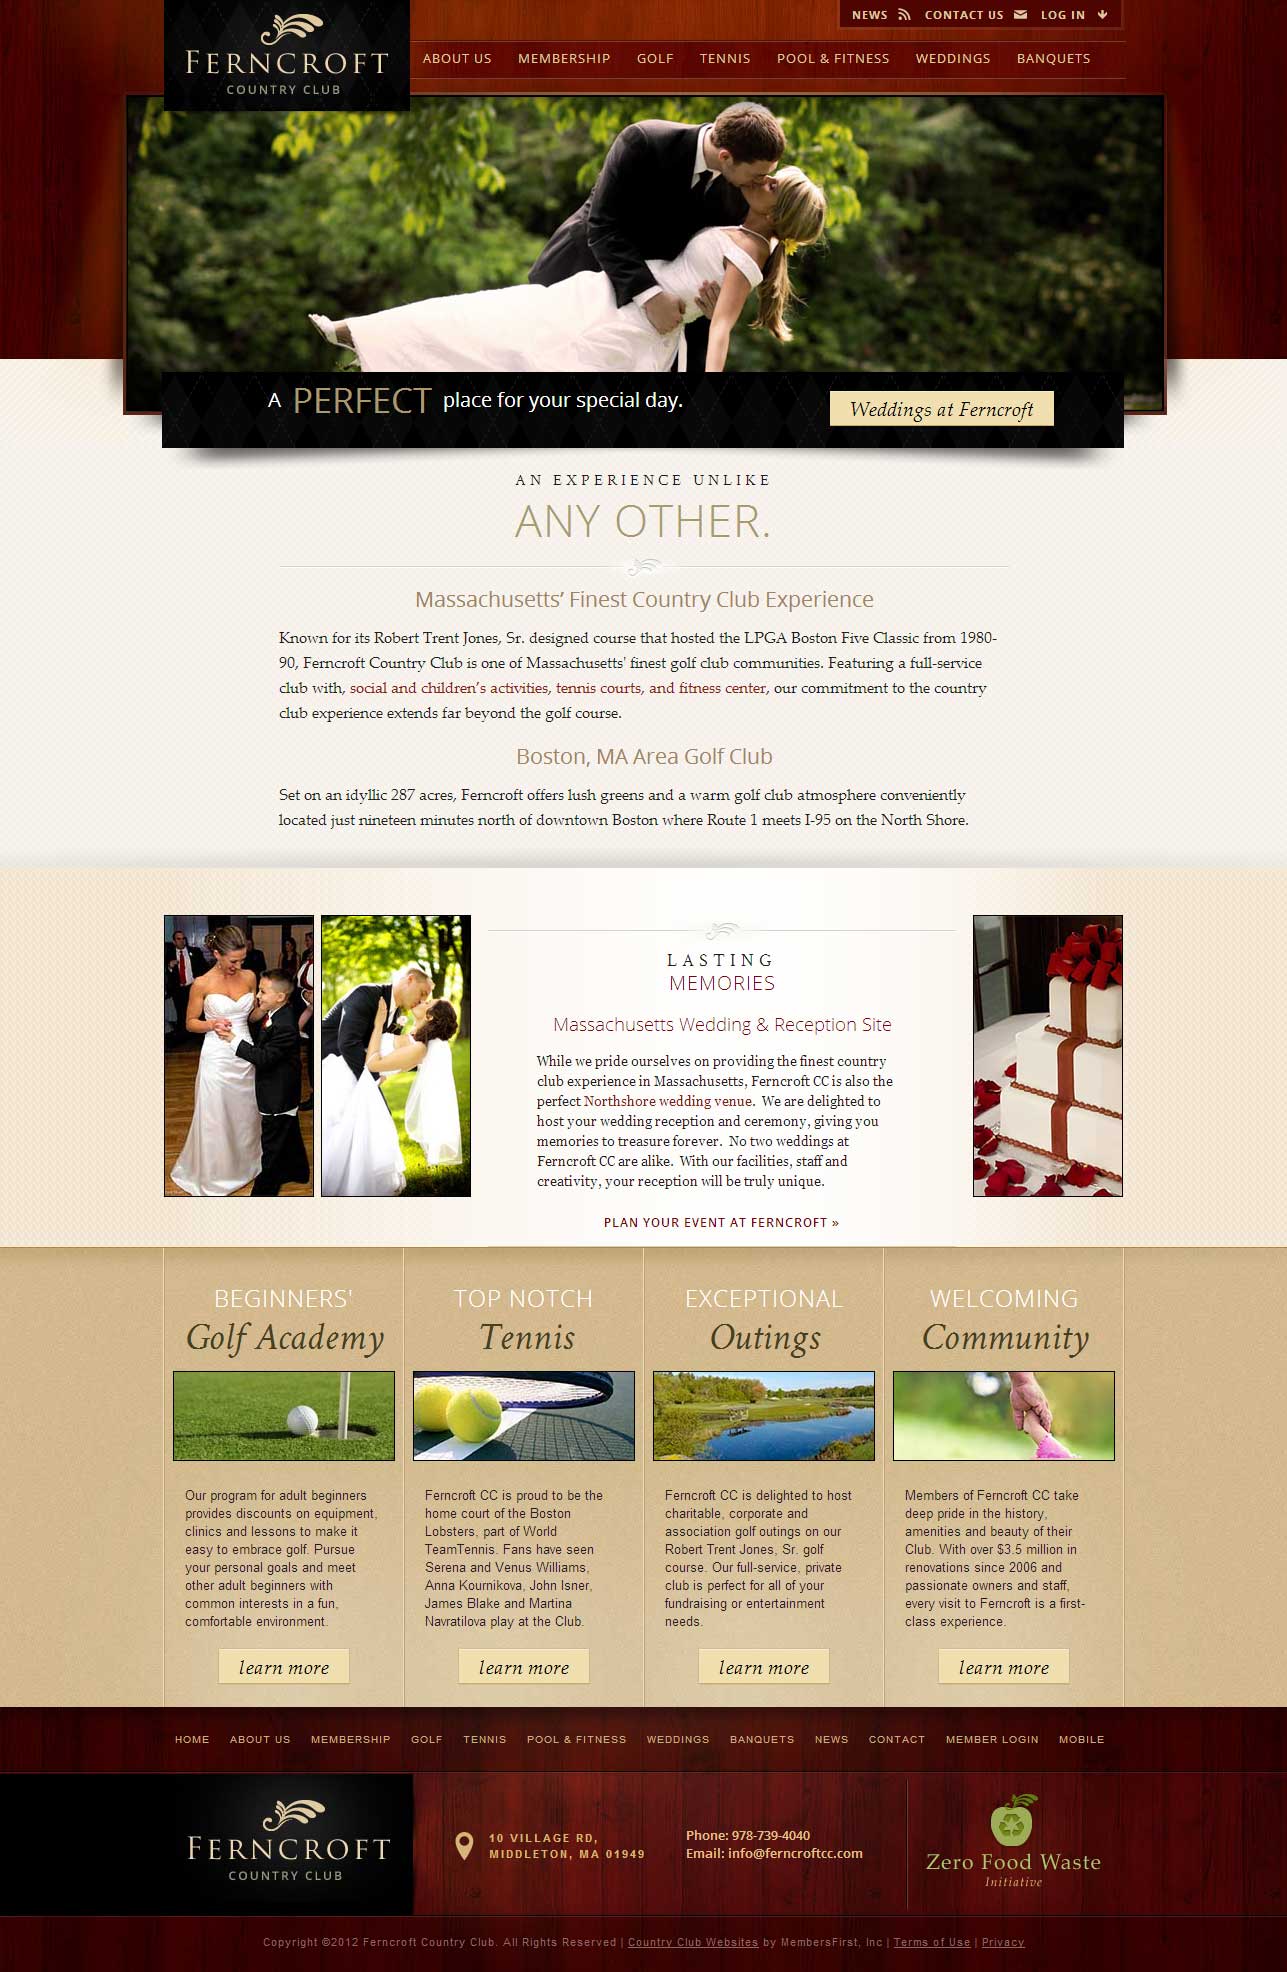 FERNCROFT
COUNTRY CLUB
NEWS
CONTACT US
LOG IN
ABOUT US
MEMBERSHIP
GOLF
TENNIS
POOL & FITNESS
WEDDINGS
BANQUETS
A PERFECT place for your special day.
Weddings at Ferncroft
AN EXPERIENCE UNLIKE
ANY OTHER.
Massachusetts' Finest Country Club Experience
Known for its Robert Trent Jones, Sr. designed course that hosted the LPGA Boston Five Classic from 1980-
90, Ferncroft Country Club is one of Massachusetts' finest golf club communities. Featuring a full-service
club with, social and children's activities, tennis courts, and fitness center, our commitment to the country
club experience extends far beyond the golf course.
Boston, MA Area Golf Club
Set on an idyllic 287 acres, Ferncroft offers lush greens and a warm golf club atmosphere conveniently
located just nineteen minutes north of downtown Boston where Route 1 meets I-95 on the North Shore.
LASTING
MEMORIES
Massachusetts Wedding & Reception Site
While we pride ourselves on providing the finest country
club experience in Massachusetts, Ferncroft CC is also the
perfect Northshore wedding venue. We are delighted to
host your wedding reception and ceremony, giving you
memories to treasure forever. No two weddings at
Ferncroft CC are alike. With our facilities, staff and
creativity, your reception will be truly unique.
PLAN YOUR EVENT AT FERNCROFT »
BEGINNERS'
Golf Academy
Our program for adult beginners
provides discounts on equipment,
clinics and lessons to make it
easy to embrace golf. Pursue
your personal goals and meet
other adult beginners with
common interests in a fun,
comfortable environment.
learn more
TOP NOTCH
Tennis
Ferncroft CC is proud to be the
home court of the Boston
Lobsters, part of World
TeamTennis. Fans have seen
Serena and Venus Williams,
Anna Kournikova, John Isner,
James Blake and Martina
Navratilova play at the Club.
learn more
EXCEPTIONAL
Outings
Ferncroft CC is delighted to host
charitable, corporate and
association golf outings on our
Robert Trent Jones, Sr. golf
course. Our full-service, private
club is perfect for all of your
fundraising or entertainment
needs.
learn more
WELCOMING
Community
Members of Ferncroft CC take
deep pride in the history,
amenities and beauty of their
Club. With over $3.5 million in
renovations since 2006 and
passionate owners and staff,
every visit to Ferncroft is a first-
class experience.
learn more
HOME
ABOUT US
MEMBERSHIP
GOLF
TENNIS
POOL & FITNESS
WEDDINGS
BANQUETS
NEWS
CONTACT
MEMBER LOGIN
MOBILE
FERNCROFT
COUNTRY CLUB
10 VILLAGE RD,
MIDDLETON, MA 01949
Phone: 978-739-4040
Email: info@ferncroftcc.com
Zero Food Waste
Initiative
Copyright ©2012 Ferncroft Country Club. All Rights Reserved | Country Club Websites by MembersFirst, Inc | Terms of Use | Privacy